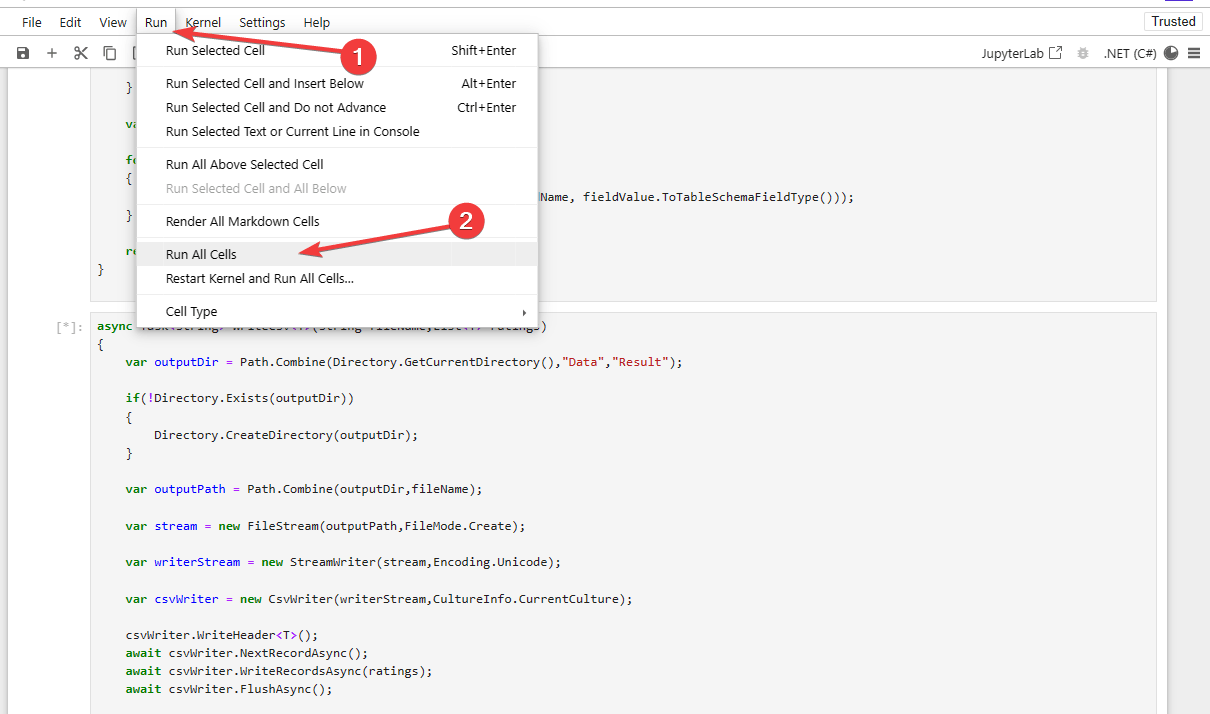 File Edit View Run Kernel Settings Help
Trusted
JupyterLab .NET (C#)
1
Run Selected Cell Shift+Enter
Run Selected Cell and Insert Below Alt+Enter
Run Selected Cell and Do not Advance Ctrl+Enter
Run Selected Text or Current Line in Console
Run All Above Selected Cell
Run Selected Cell and All Below
Render All Markdown Cells
2
Run All Cells
Restart Kernel and Run All Cells...
Cell Type
}
{
Name, fieldValue.ToTableSchemaFieldType()));
}
}
[*]:
async
{
var outputDir = Path.Combine(Directory.GetCurrentDirectory(),"Data","Result");
if(!Directory.Exists(outputDir))
{
Directory.CreateDirectory(outputDir);
}
var outputPath = Path.Combine(outputDir,fileName);
var stream = new FileStream(outputPath,FileMode.Create);
var writerStream = new StreamWriter(stream,Encoding.Unicode);
var csvWriter = new CsvWriter(writerStream,CultureInfo.CurrentCulture);
csvWriter.WriteHeader<T>();
await csvWriter.NextRecordAsync();
await csvWriter.WriteRecordsAsync(ratings);
await csvWriter.FlushAsync();